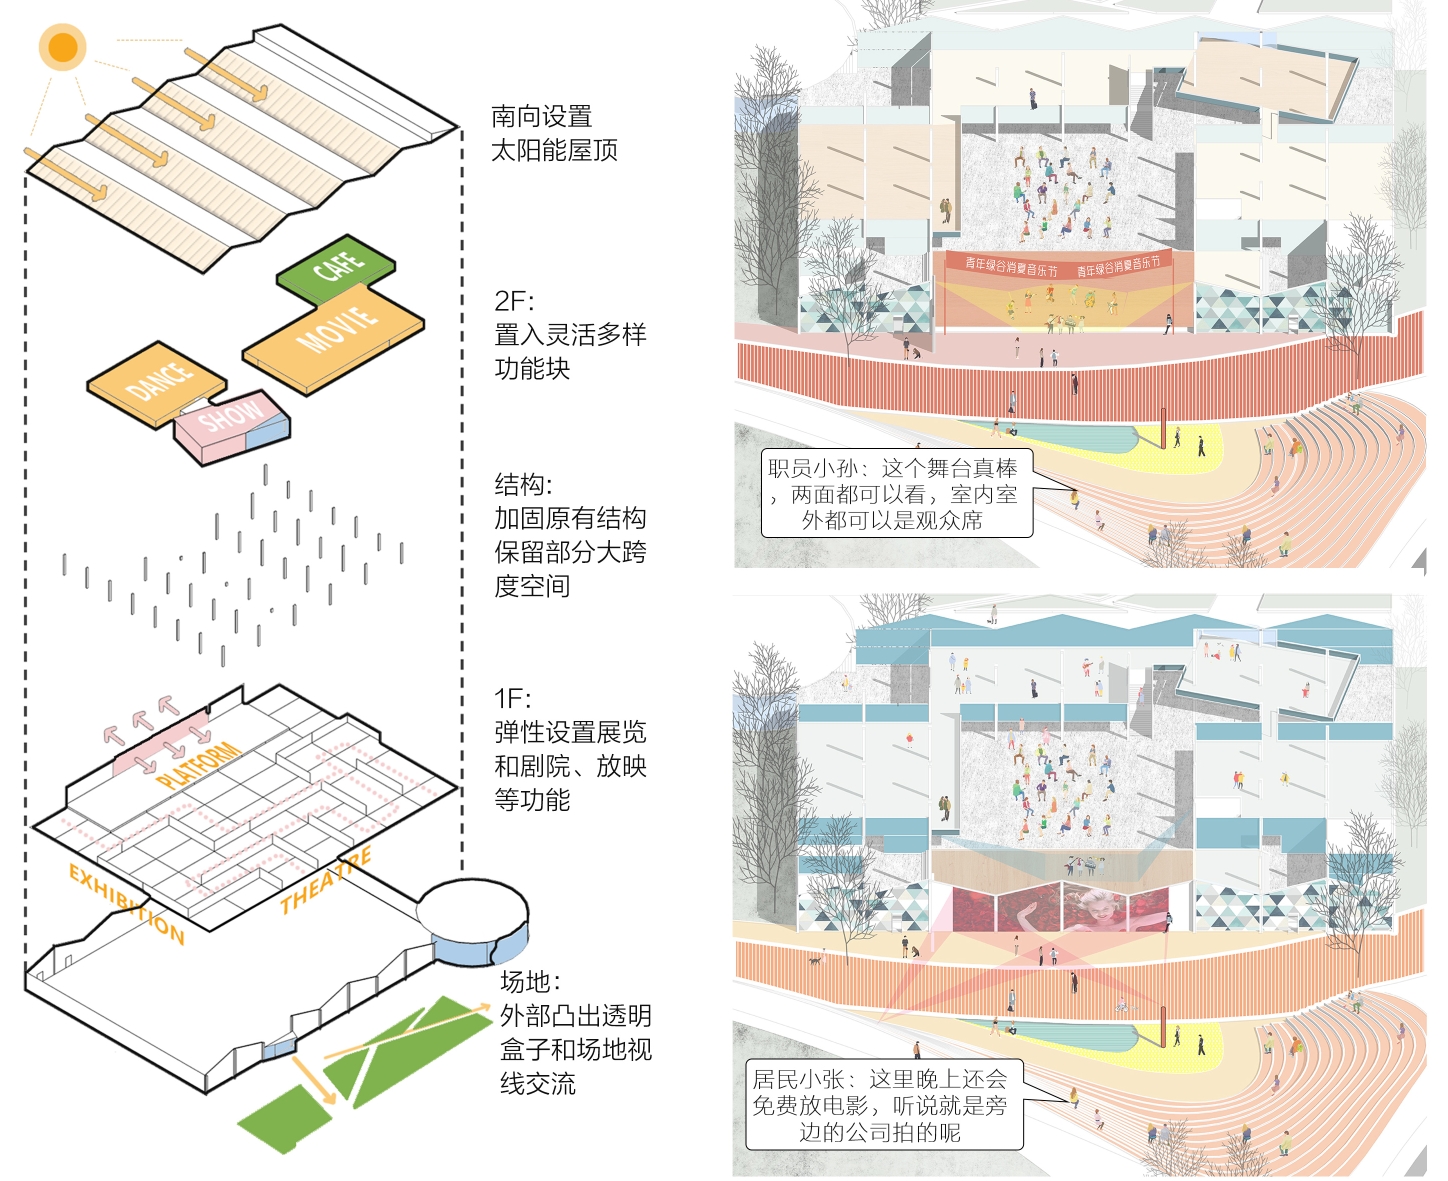 南向设置
太阳能屋顶
CAFE
MOVIE
DANCE
SHOW
2F：
置入灵活多样
功能块
结构：
加固原有结构
保留部分大跨
度空间
1F：
弹性设置展览
和剧院、放映
等功能
PLATFORM
EXHIBITION
THEATRE
场地：
外部凸出透明
盒子和场地视
线交流
青年绿谷消夏音乐节 青年绿谷消夏音乐节
职员小孙：这个舞台真棒
，两面都可以看，室内室
外都可以是观众席
居民小张：这里晚上还会
免费放电影，听说就是旁
边的公司拍的呢